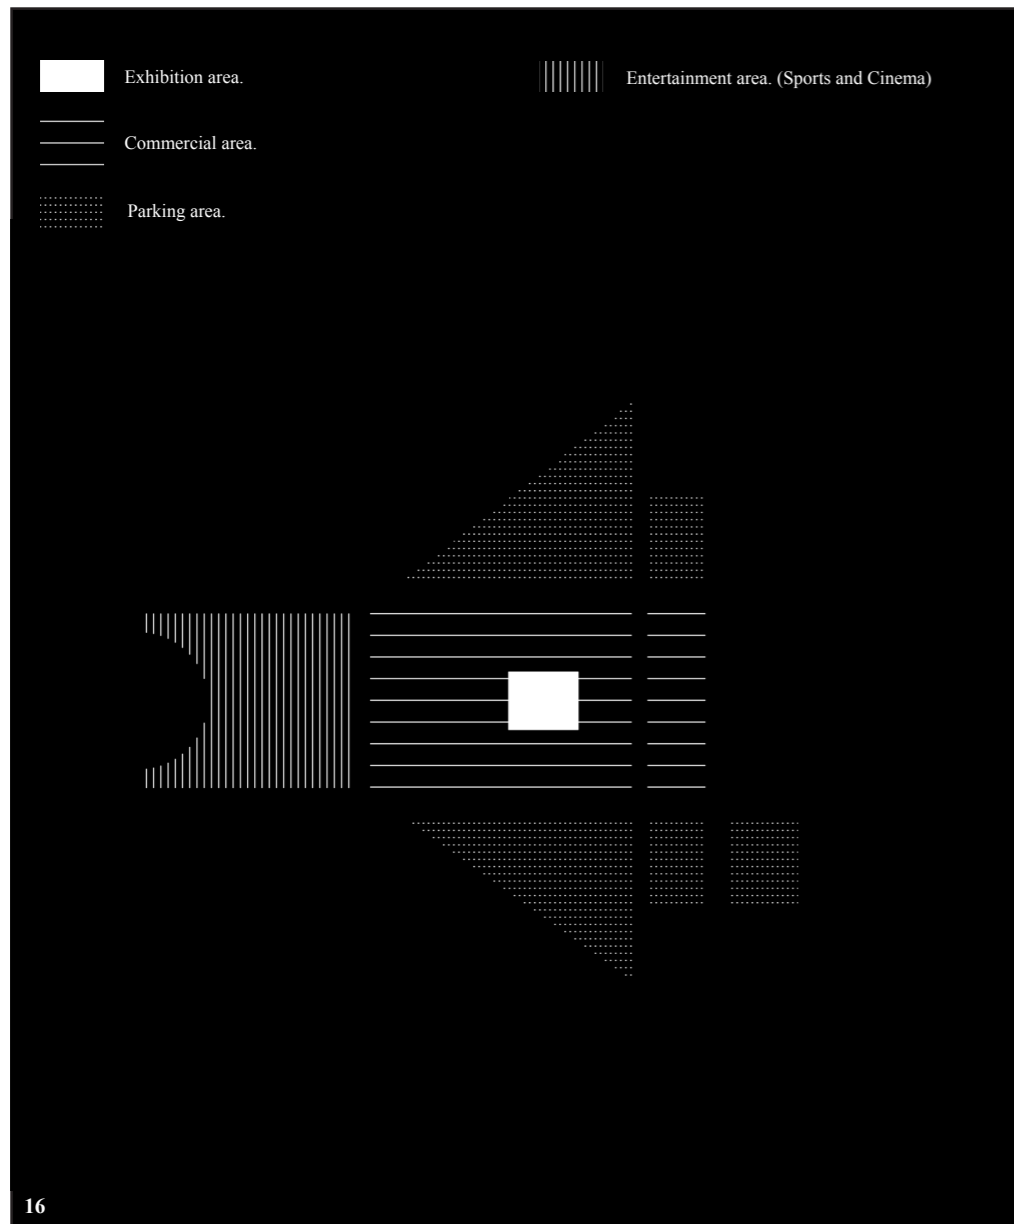 Exhibition area.
Entertainment area. (Sports and Cinema)
Commercial area.
Parking area.
16